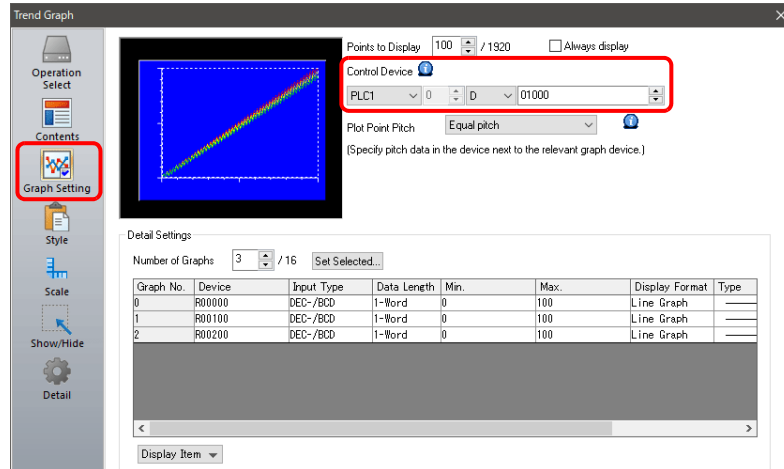 Trend Graph
Operation
Select
Contents
Graph Setting
Style
Scale
Show/Hide
Detail
Points to Display 100 / 1920 Always display
Control Device
PLC1 0 D 01000
Plot Point Pitch Equal pitch
(Specify pitch data in the device next to the relevant graph device.)
Detail Settings
Number of Graphs 3 / 16 Set Selected...
Graph No. Device Input Type Data Length Min. Max. Display Format Type
0 R00000 DEC-/BCD 1-Word 0 100 Line Graph
1 R00100 DEC-/BCD 1-Word 0 100 Line Graph
2 R00200 DEC-/BCD 1-Word 0 100 Line Graph
Display Item